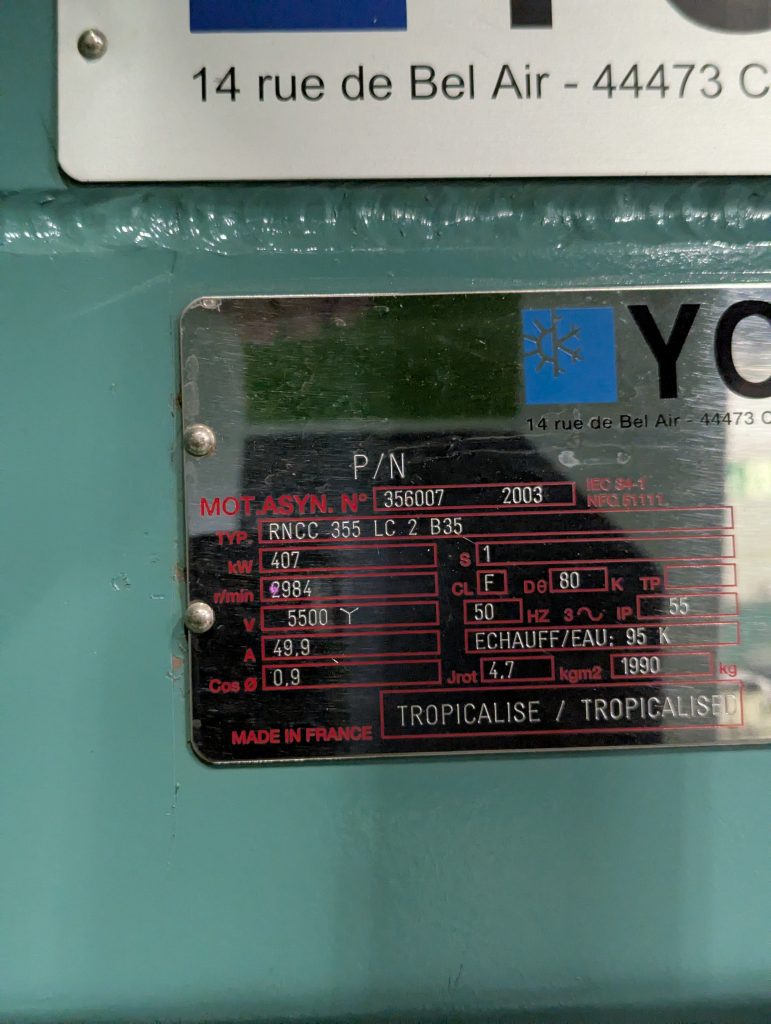 14 rue de Bel Air - 44473 C
YO
14 rue de Bel Air - 44473 C
P/N
MOT.ASYN. N° 356007 2003 IEC 34-1
NFC.51111.
TYP. RNCC 355 LC 2 B35
kW 407 S 1
r/min 2984 CL F Dθ 80 K TP
V 5500 Y 50 HZ 3 IP 55
A 49,9 ECHAUFF/EAU: 95 K
Cos Ø 0,9 Jrot 4,7 kgm2 1990 kg
MADE IN FRANCE TROPICALISE / TROPICALISED